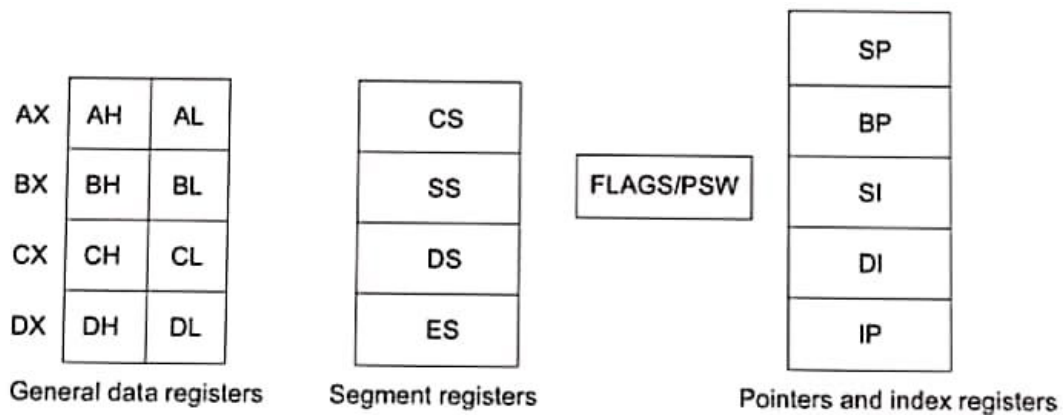 AX AH AL
BX BH BL
CX CH CL
DX DH DL
General data registers
CS
SS
DS
ES
Segment registers
FLAGS/PSW
SP
BP
SI
DI
IP
Pointers and index registers